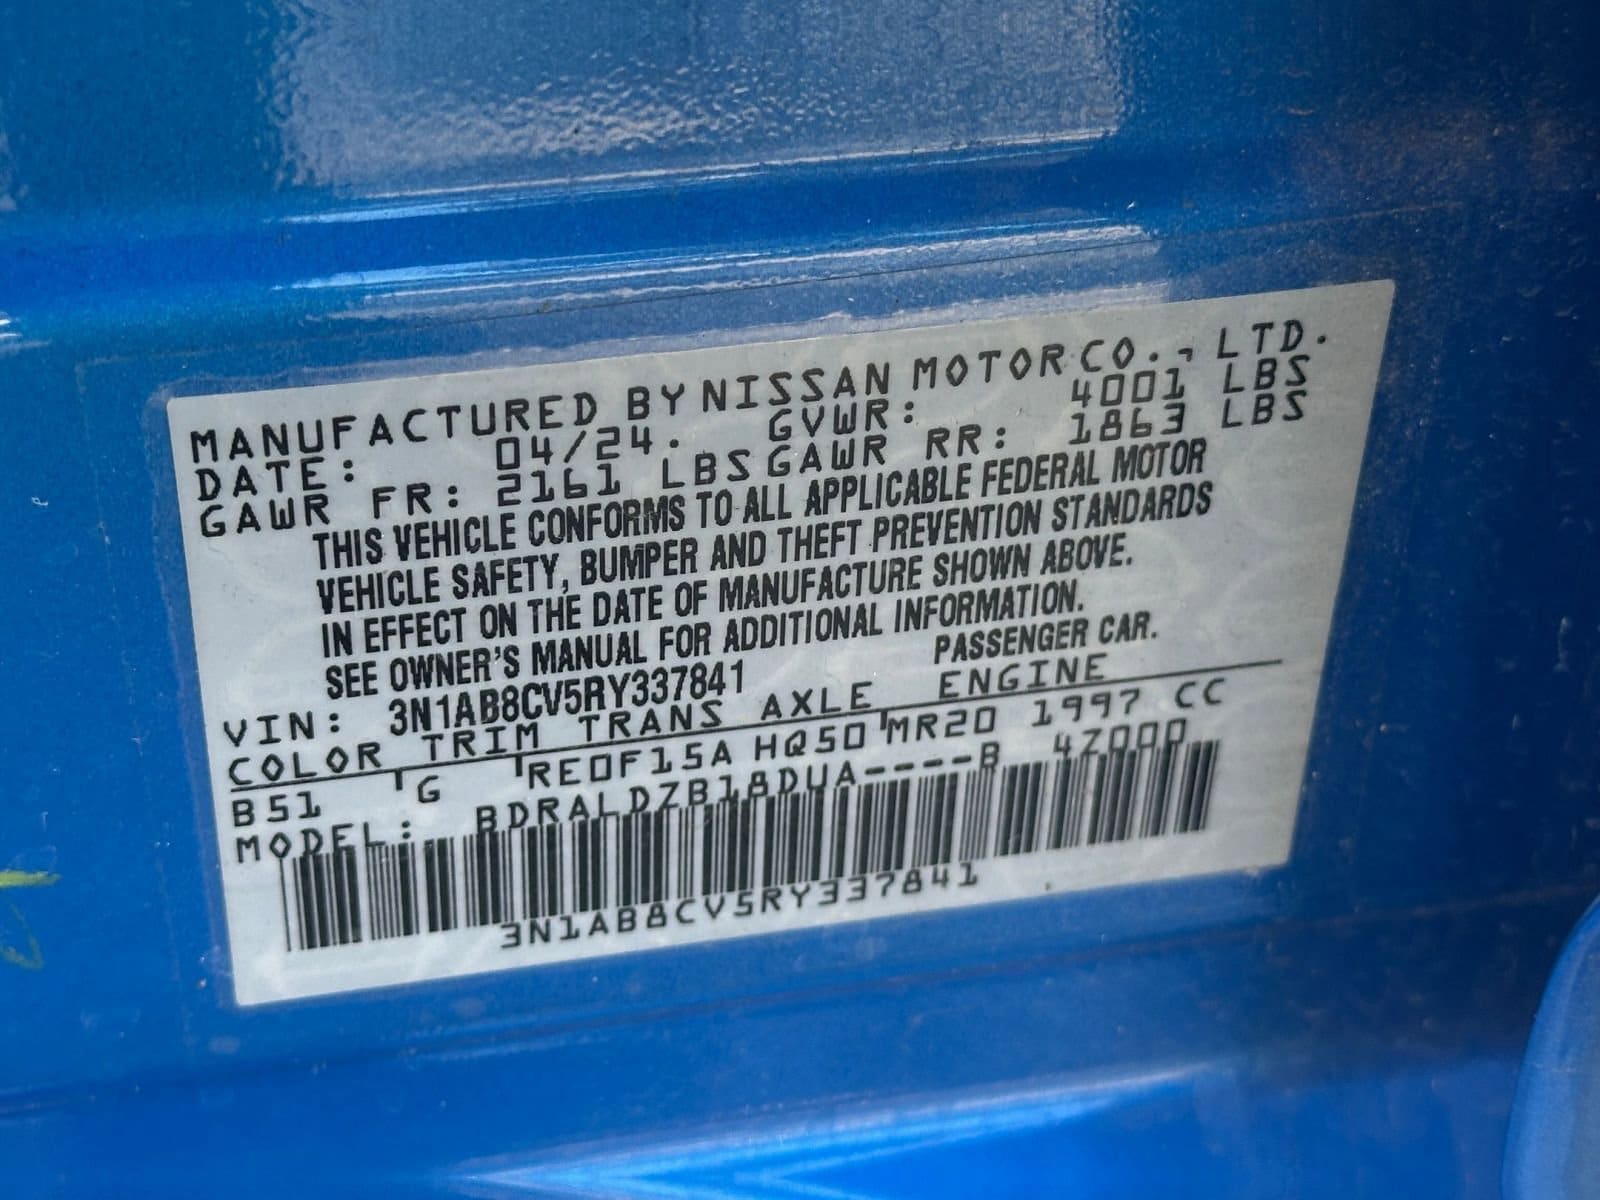 MANUFACTURED BY NISSAN MOTOR CO., LTD.
DATE: 04/24. GVWR: 4001 LBS
GAWR FR: 2161 LBS GAWR RR: 1863 LBS
THIS VEHICLE CONFORMS TO ALL APPLICABLE FEDERAL MOTOR
VEHICLE SAFETY, BUMPER AND THEFT PREVENTION STANDARDS
IN EFFECT ON THE DATE OF MANUFACTURE SHOWN ABOVE.
SEE OWNER'S MANUAL FOR ADDITIONAL INFORMATION.
VIN: 3N1AB8CV5RY337841 PASSENGER CAR.
COLOR TRIM TRANS AXLE ENGINE
B51 G RE0F15A HQ50 MR20 1997 CC
MODEL: BDRALDZB18DUA----B 4Z000
3N1AB8CV5RY337841